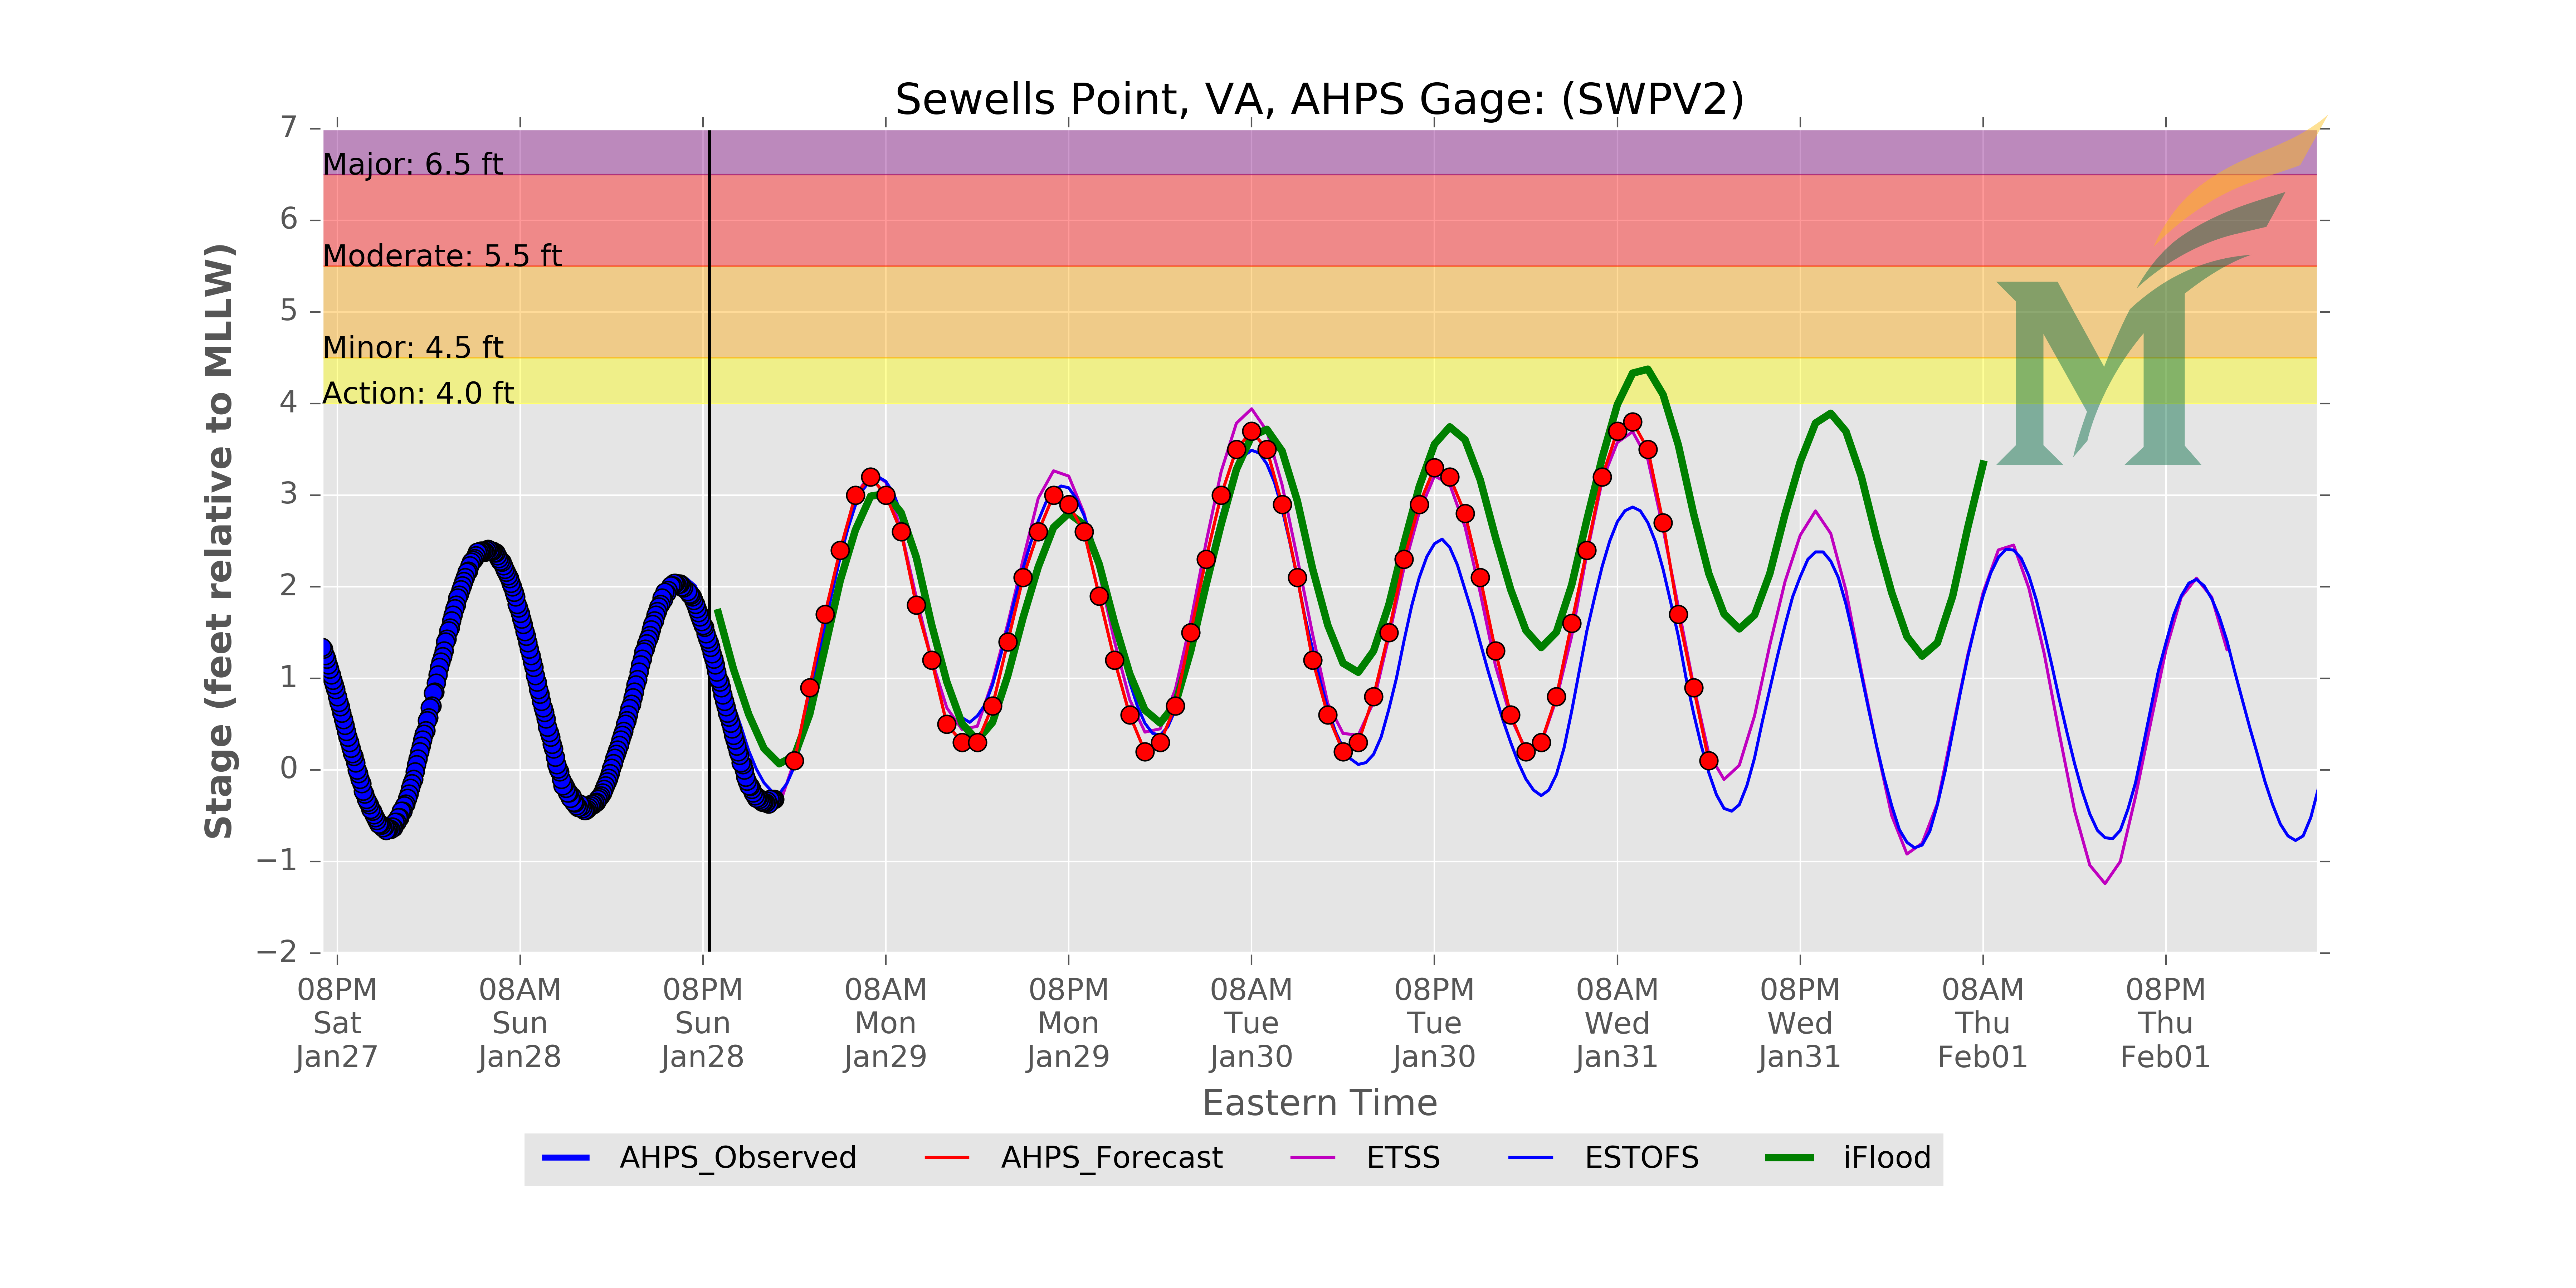 Sewells Point, VA, AHPS Gage: (SWPV2)
7
6
5
4
3
2
1
0
−1
−2
Stage (feet relative to MLLW)
Major: 6.5 ft
Moderate: 5.5 ft
Minor: 4.5 ft
Action: 4.0 ft
M
08PM 08AM 08PM 08AM 08PM 08AM 08PM 08AM 08PM 08AM 08PM
Sat Sun Sun Mon Mon Tue Tue Wed Wed Thu Thu
Jan27 Jan28 Jan28 Jan29 Jan29 Jan30 Jan30 Jan31 Jan31 Feb01 Feb01
Eastern Time
AHPS_Observed AHPS_Forecast ETSS ESTOFS iFlood